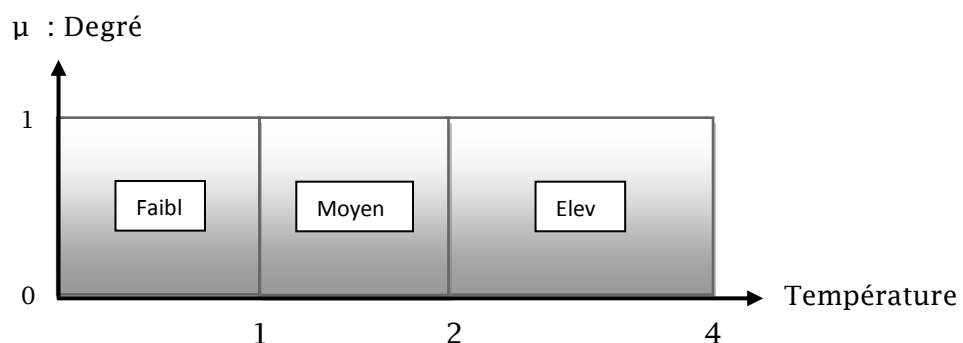 µ : Degré
1
Faibl
Moyen
Elev
0
Température
1
2
4